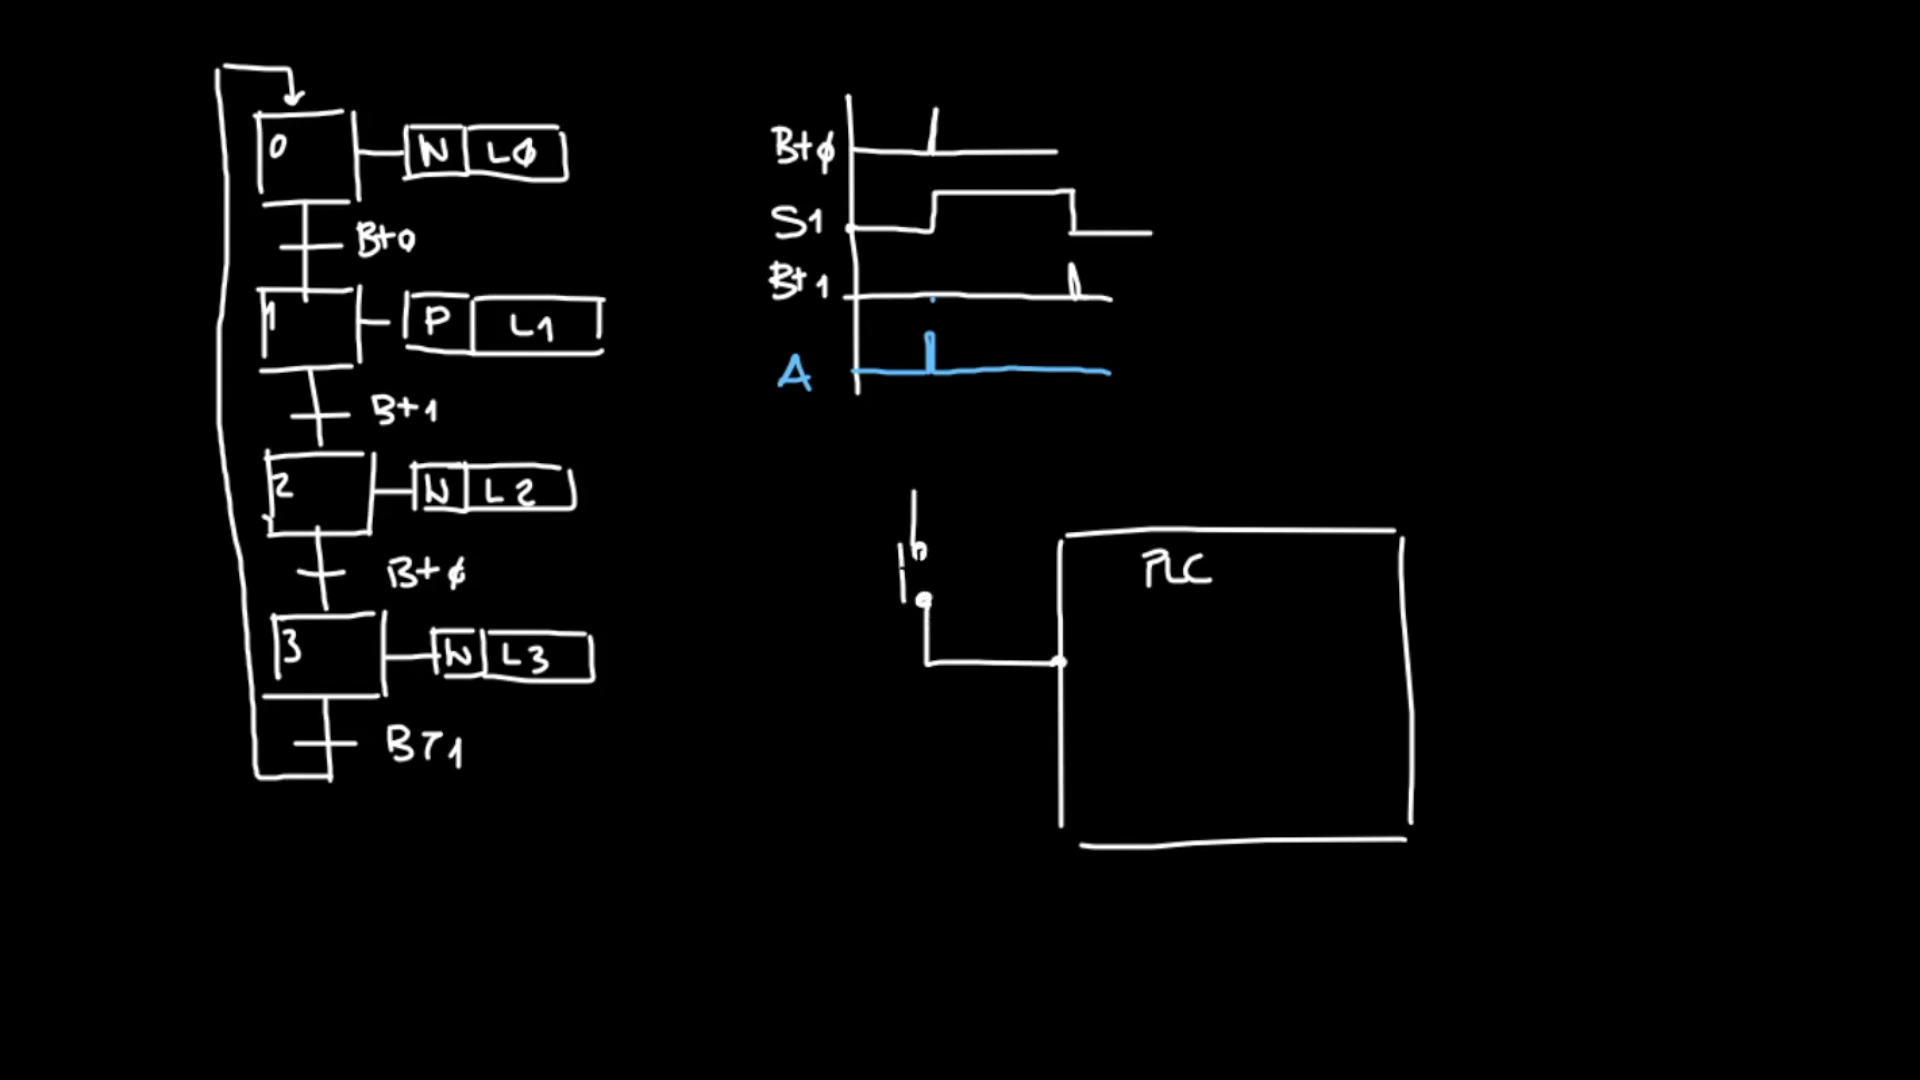 0 N LØ
Bt0
1 P L1
Bt1
2 N L2
Btø
3 N L3
BT1
Btø
S1
Bt1
A
PLC